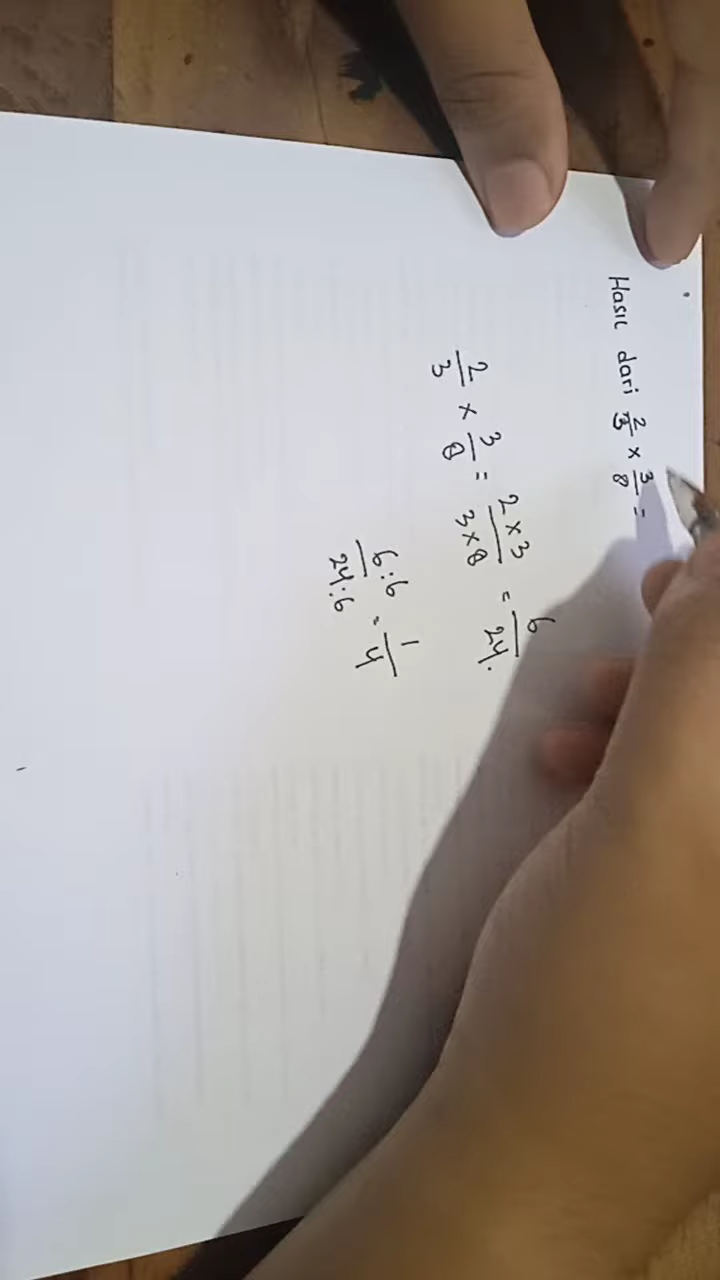 Hasil dari 2/3 × 3/8 =
2/3 × 3/8 = 2 × 3/3 × 8 = 6/24.
6:6/24:6 = 1/4